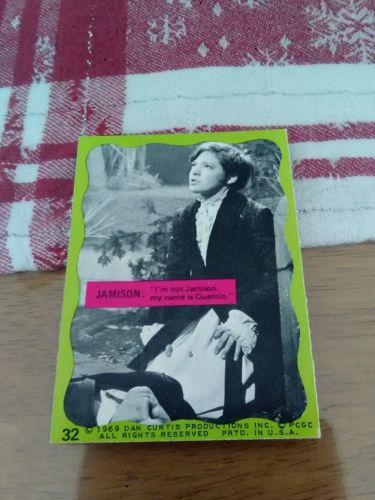 JAMISON: "I'm not Jamison,
my name is Quentin."
32 © 1969 DAN CURTIS PRODUCTIONS INC. © PCGC
ALL RIGHTS RESERVED PRTD. IN U.S.A.